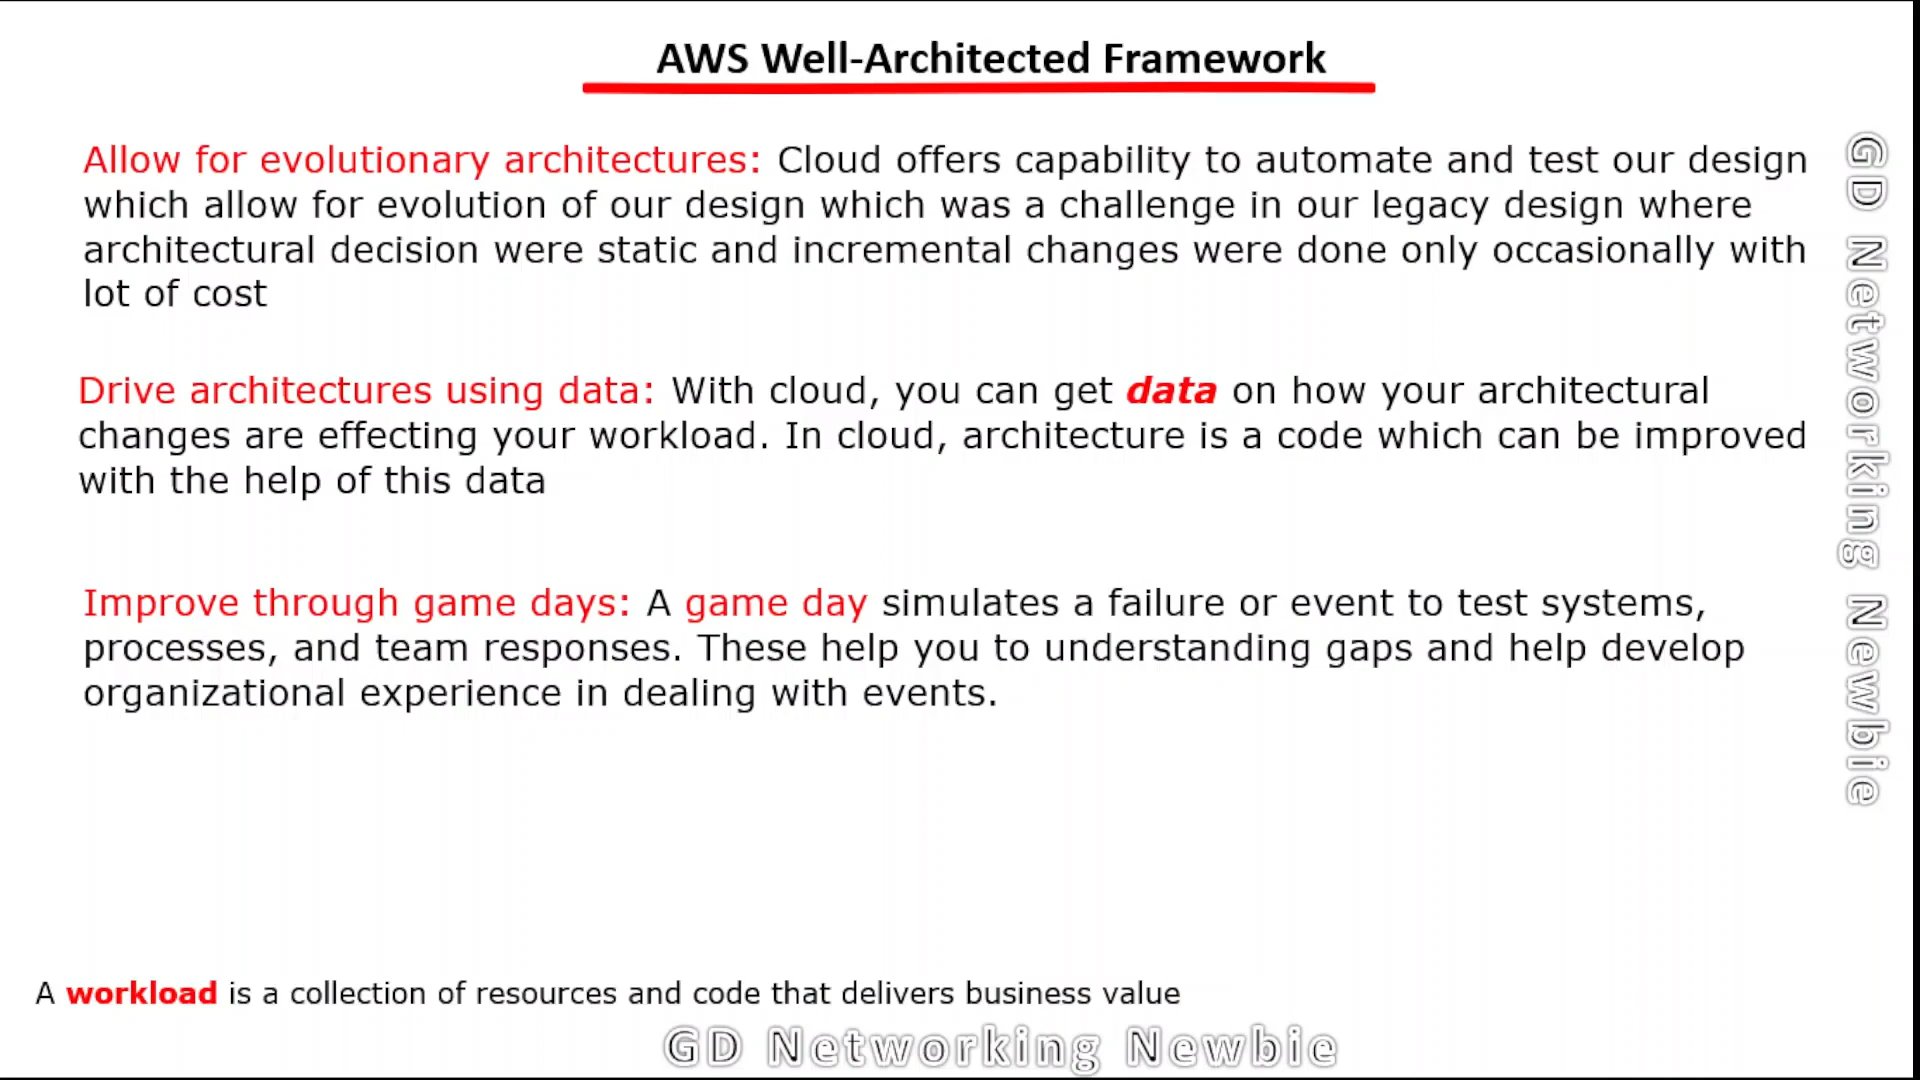 AWS Well-Architected Framework
Allow for evolutionary architectures: Cloud offers capability to automate and test our design
which allow for evolution of our design which was a challenge in our legacy design where
architectural decision were static and incremental changes were done only occasionally with
lot of cost
Drive architectures using data: With cloud, you can get data on how your architectural
changes are effecting your workload. In cloud, architecture is a code which can be improved
with the help of this data
Improve through game days: A game day simulates a failure or event to test systems,
processes, and team responses. These help you to understanding gaps and help develop
organizational experience in dealing with events.
A workload is a collection of resources and code that delivers business value
GD Networking Newbie
GD Networking Newbie